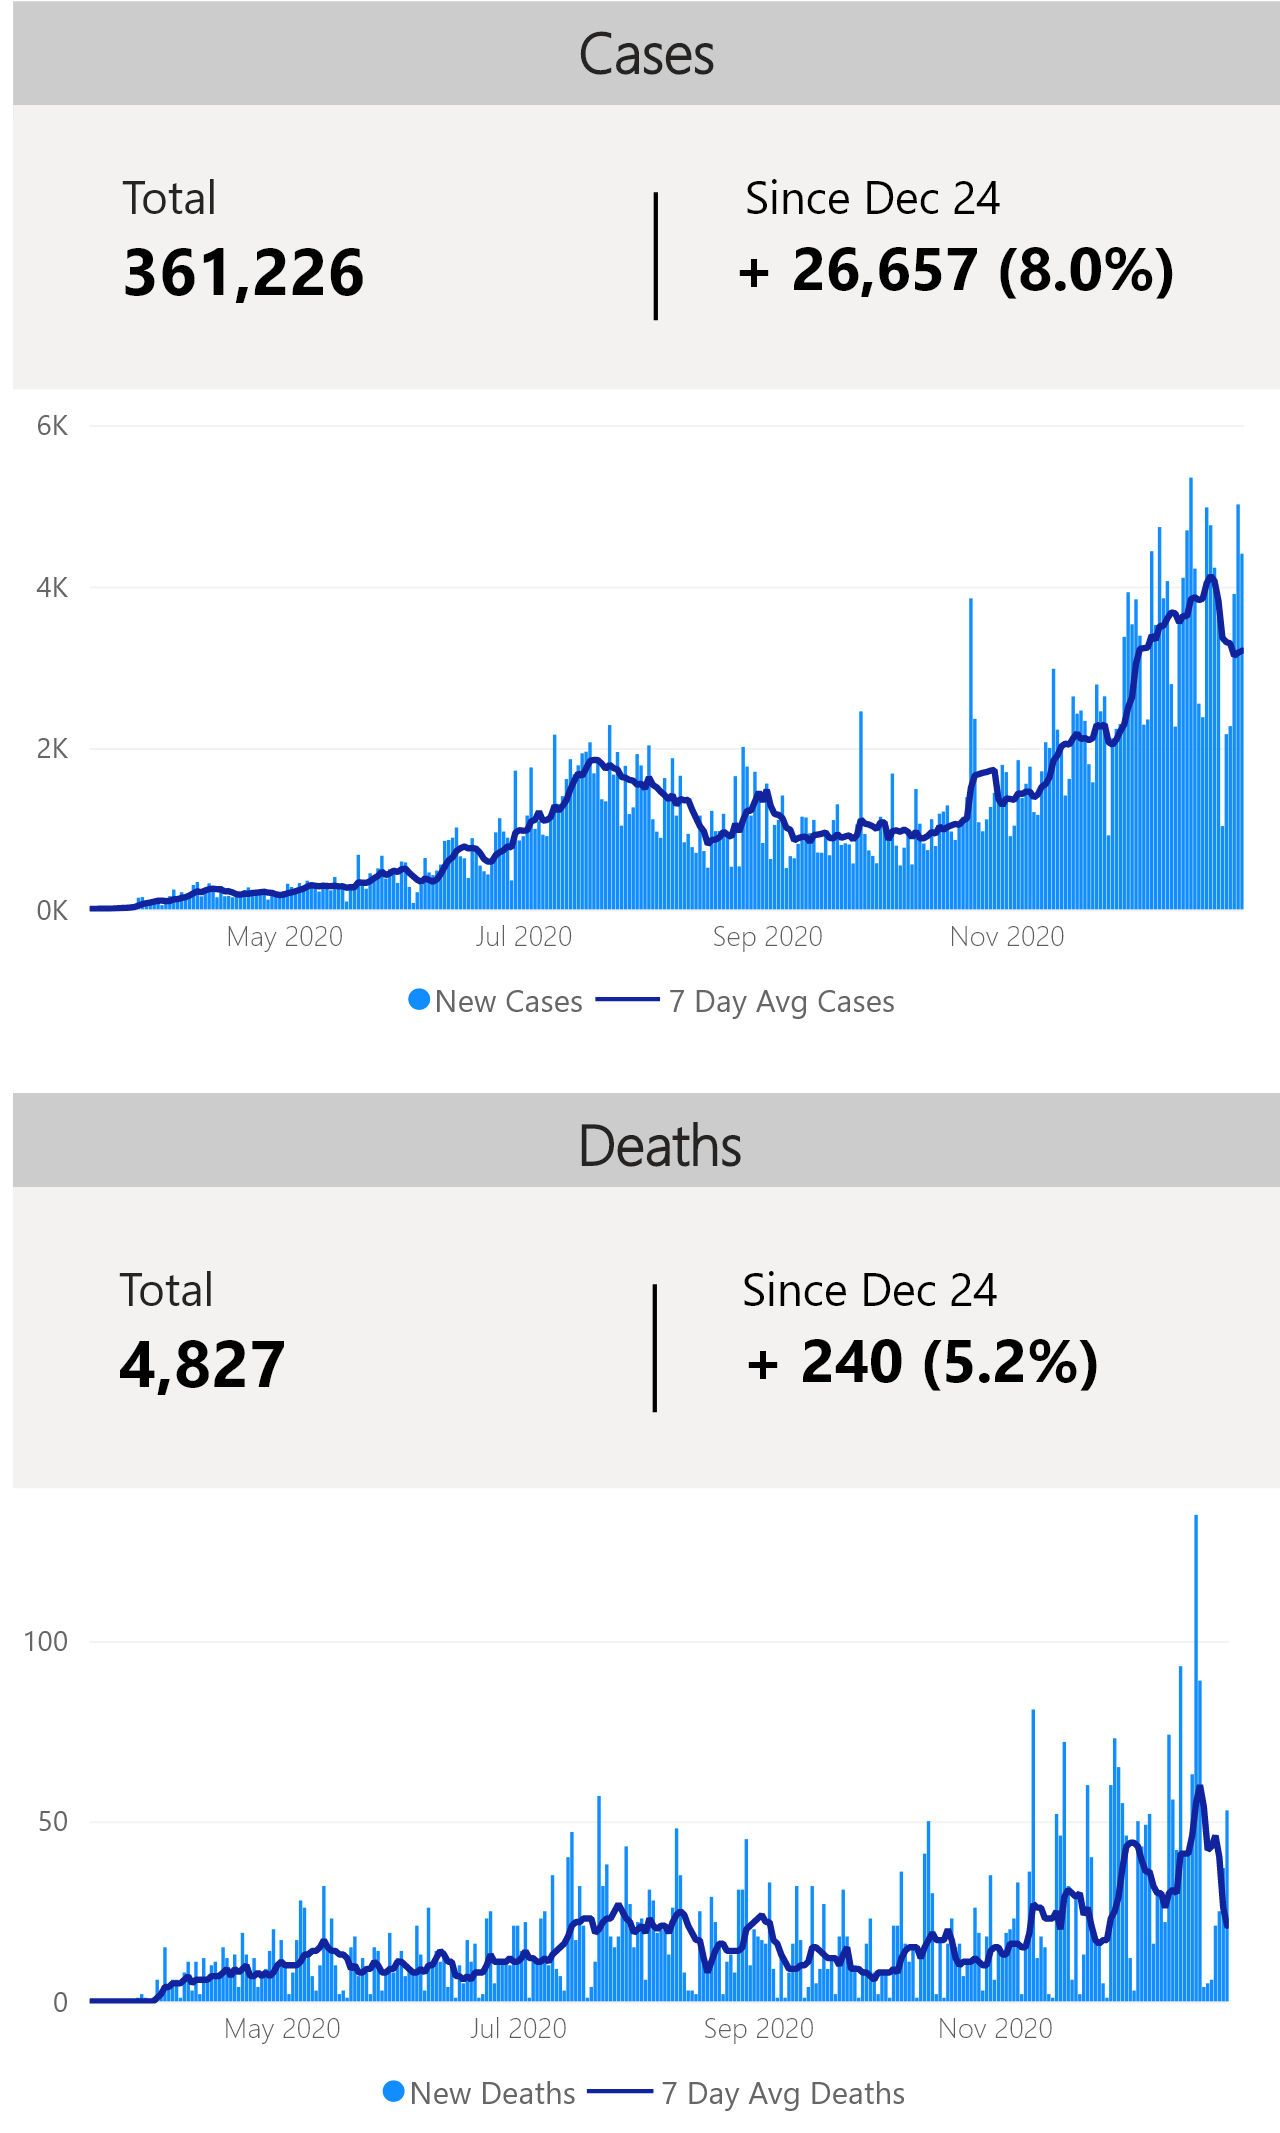 Cases
Total
Since Dec 24
361,226
+ 26,657 (8.0%)
6K
4K
2K
0K
May 2020
Jul 2020
Sep 2020
Nov 2020
New Cases
7 Day Avg Cases
Deaths
Total
Since Dec 24
4,827
+ 240 (5.2%)
100
50
0
May 2020
Jul 2020
Sep 2020
Nov 2020
New Deaths
7 Day Avg Deaths